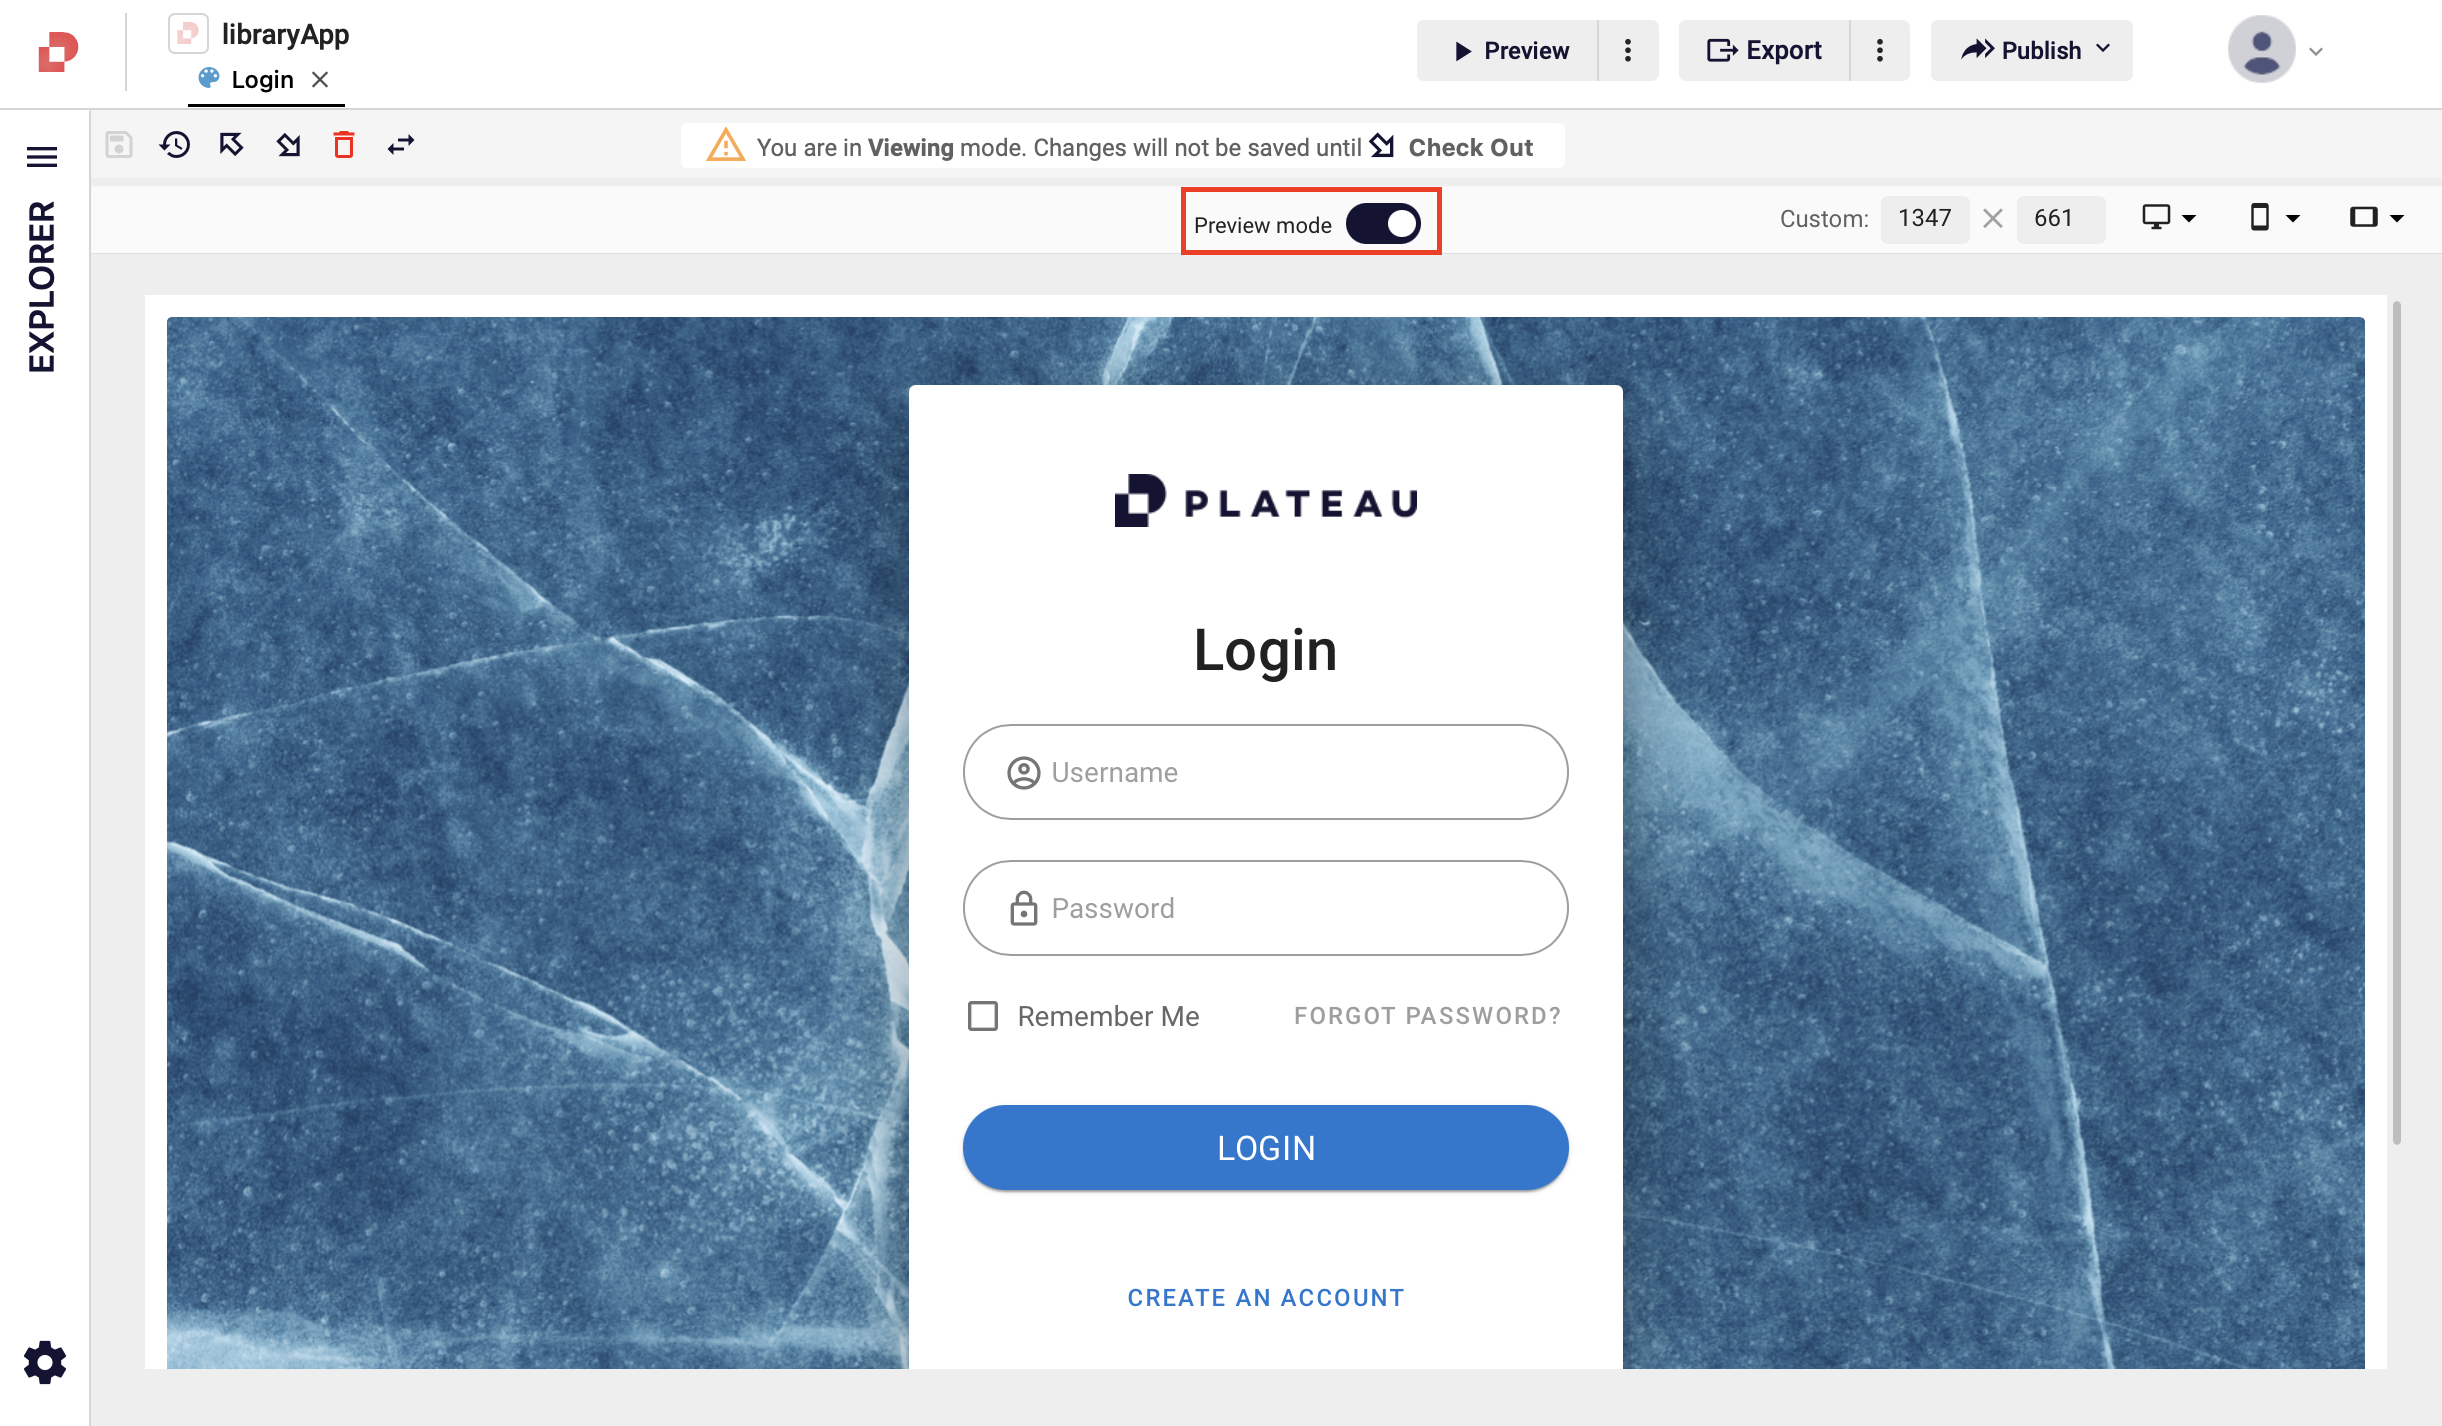 libraryApp
Login
Preview
Export
Publish
You are in Viewing mode. Changes will not be saved until Check Out
EXPLORER
Preview mode
Custom: 1347 661
PLATEAU
Login
Username
Password
Remember Me FORGOT PASSWORD?
LOGIN
CREATE AN ACCOUNT